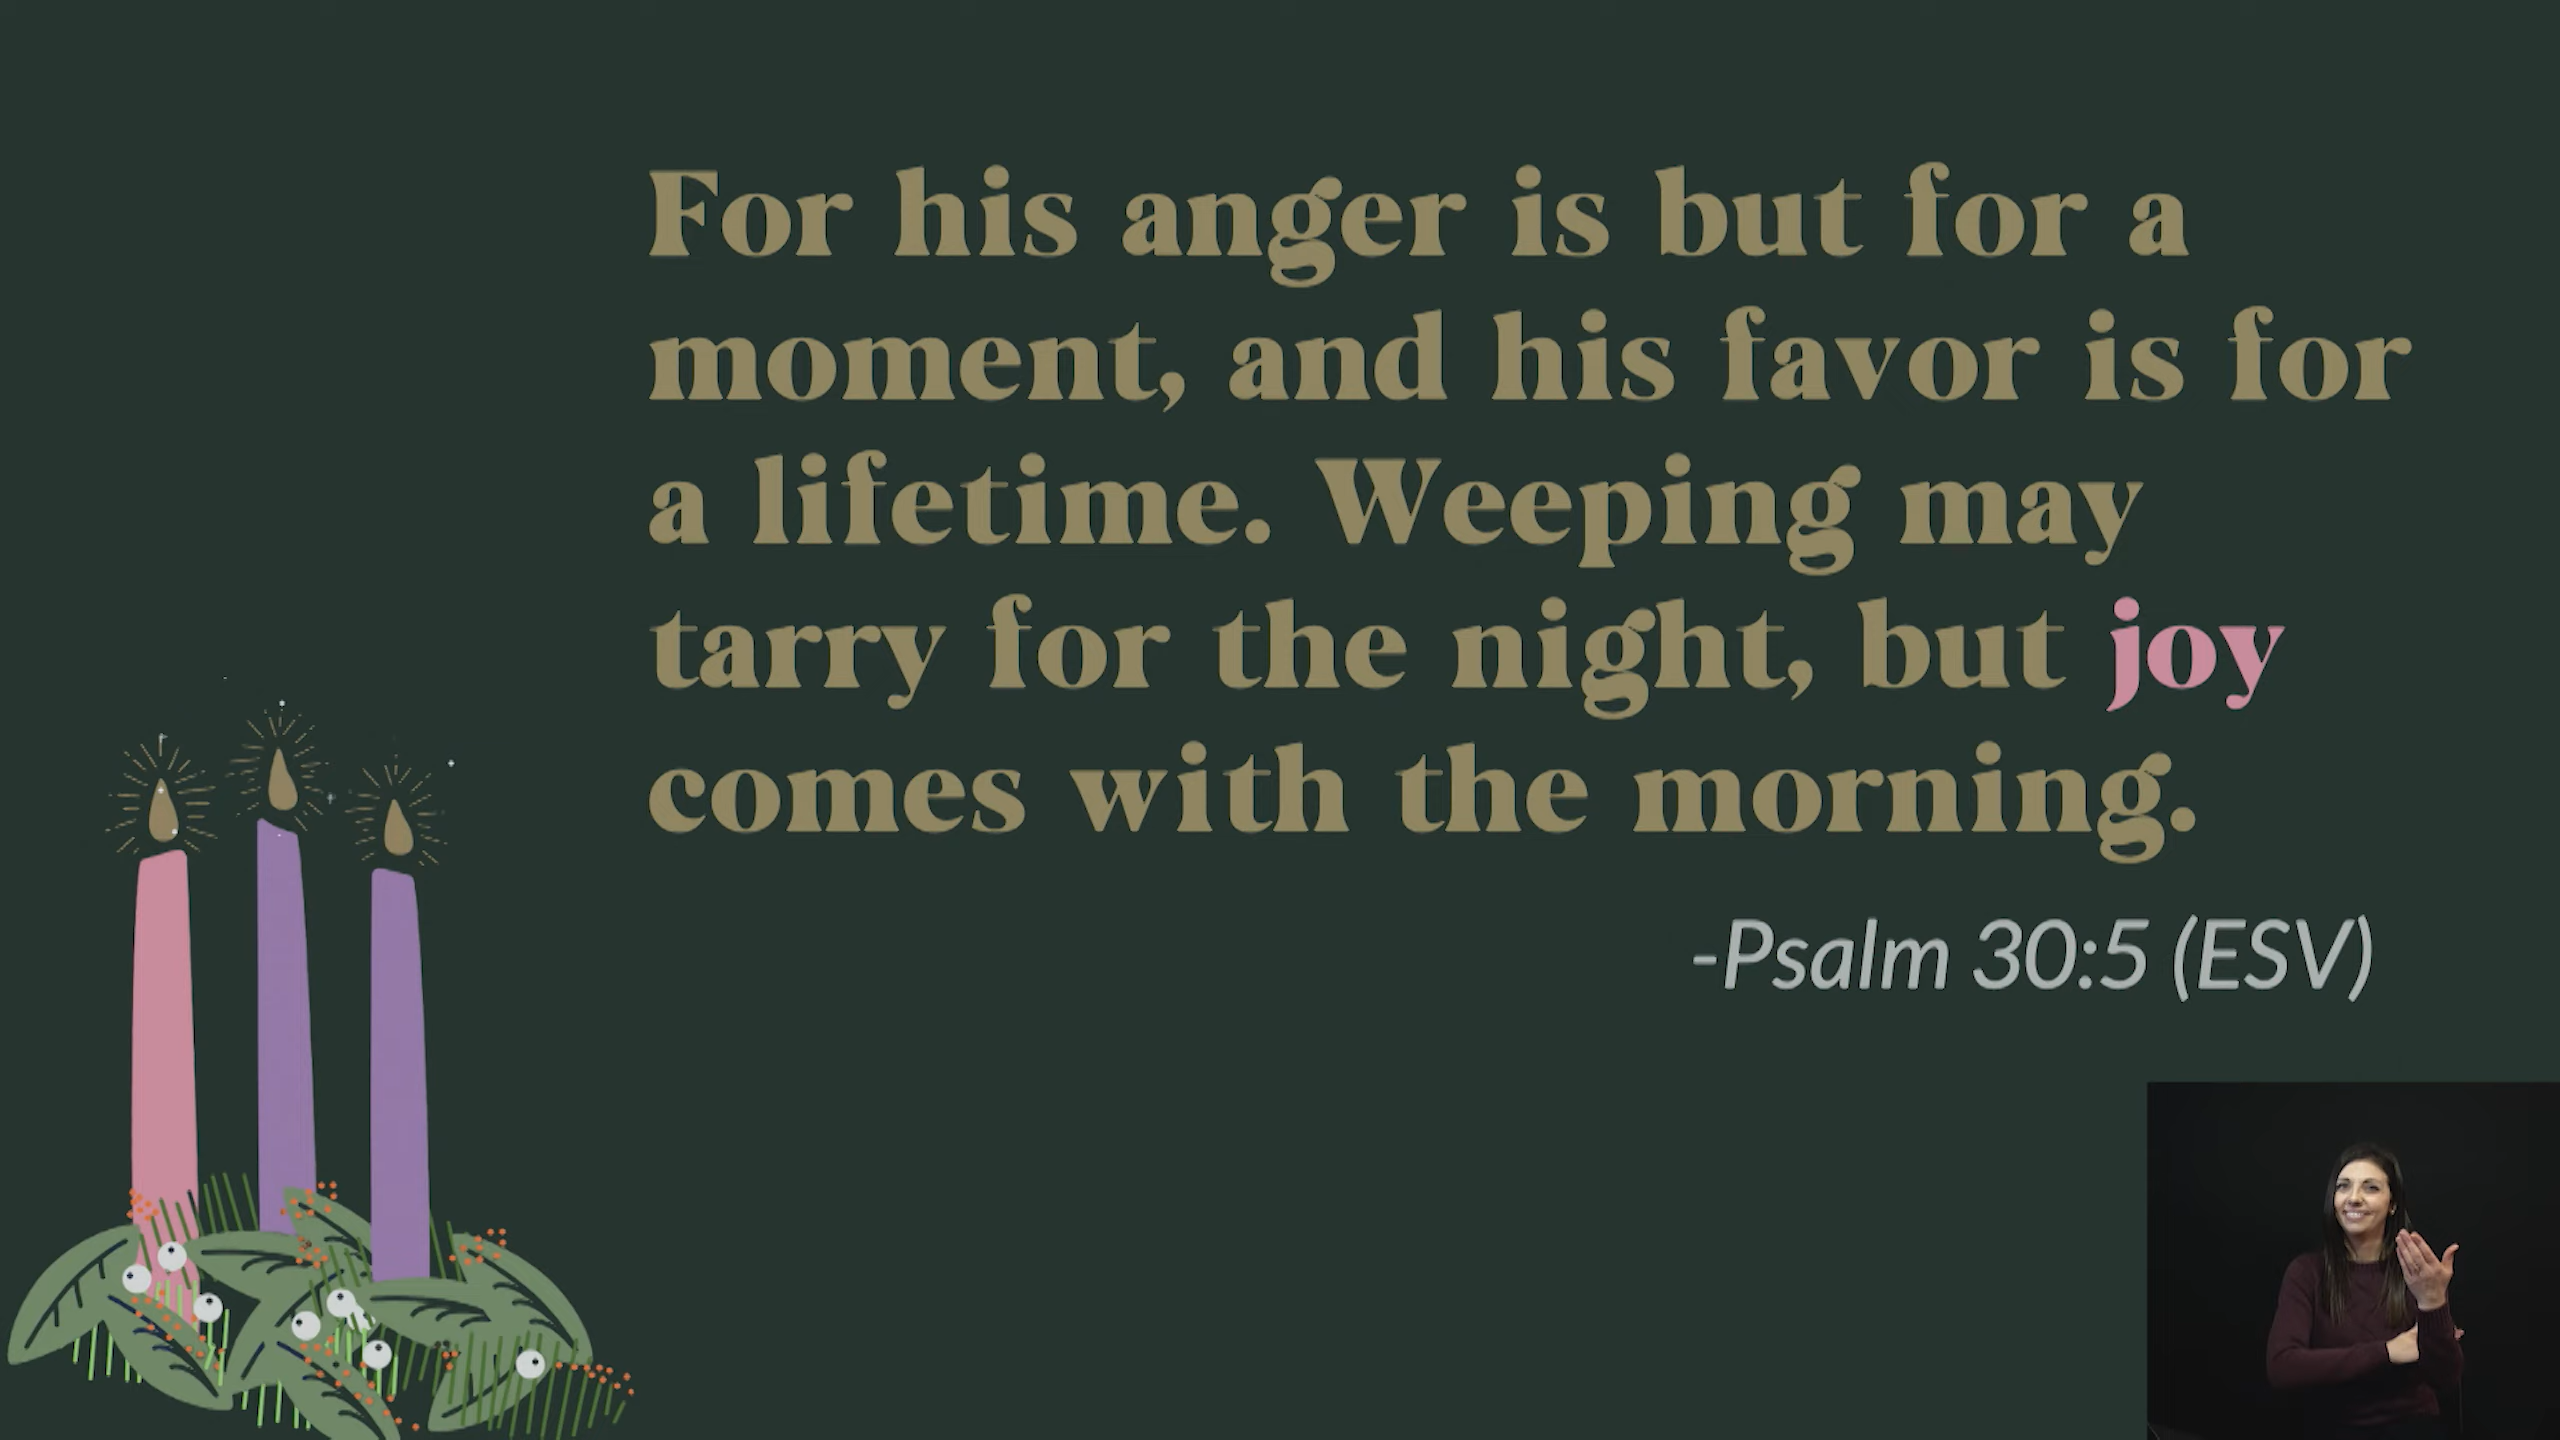 For his anger is but for a
moment, and his favor is for
a lifetime. Weeping may
tarry for the night, but joy
comes with the morning.
-Psalm 30:5 (ESV)